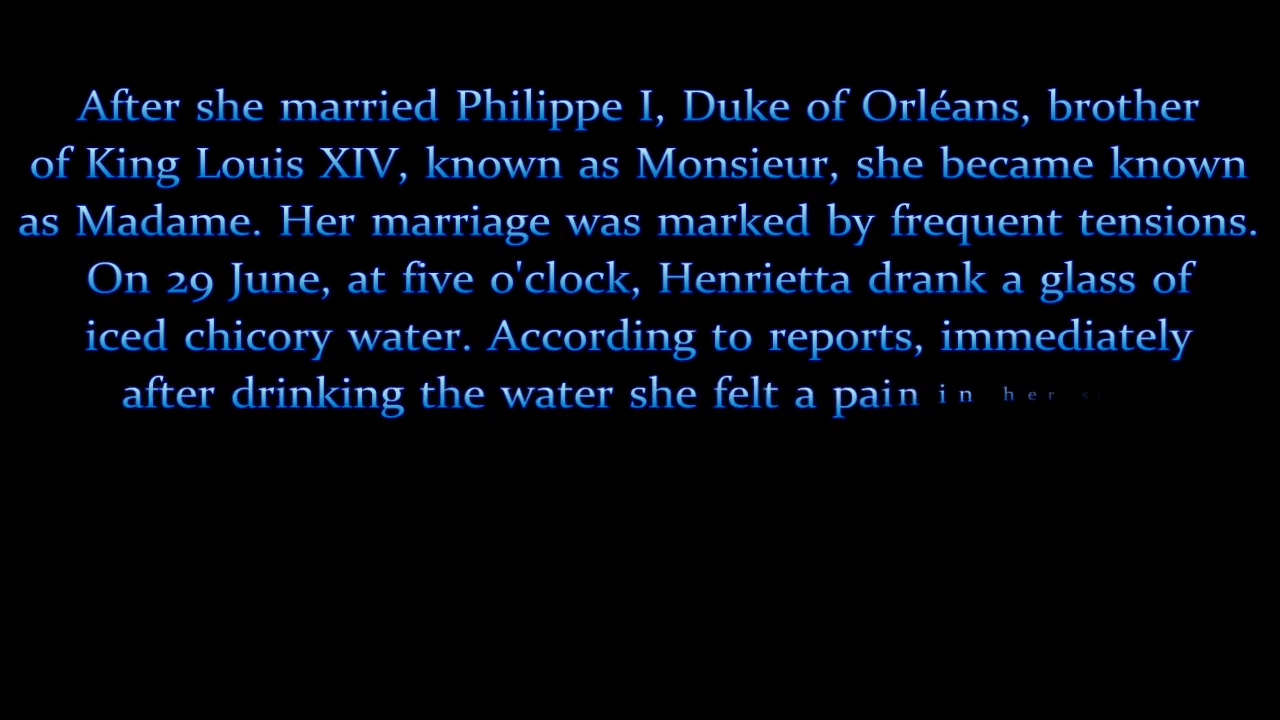 After she married Philippe I, Duke of Orléans, brother
of King Louis XIV, known as Monsieur, she became known
as Madame. Her marriage was marked by frequent tensions.
On 29 June, at five o'clock, Henrietta drank a glass of
iced chicory water. According to reports, immediately
after drinking the water she felt a pain in her